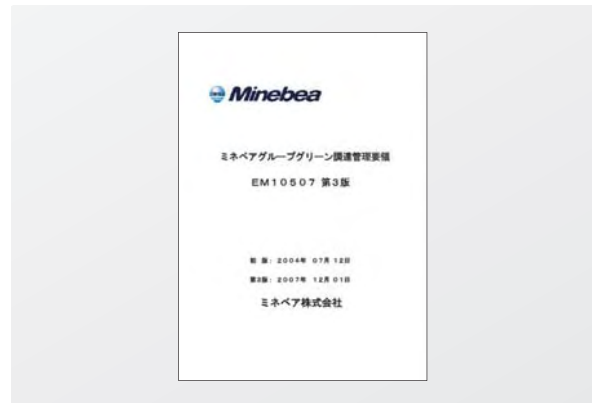 Minebea
ミネベアグループグリーン調達管理要領
EM10507 第3版
初 版: 2004年 07月 12日
第3版: 2007年 12月 01日
ミネベア株式会社